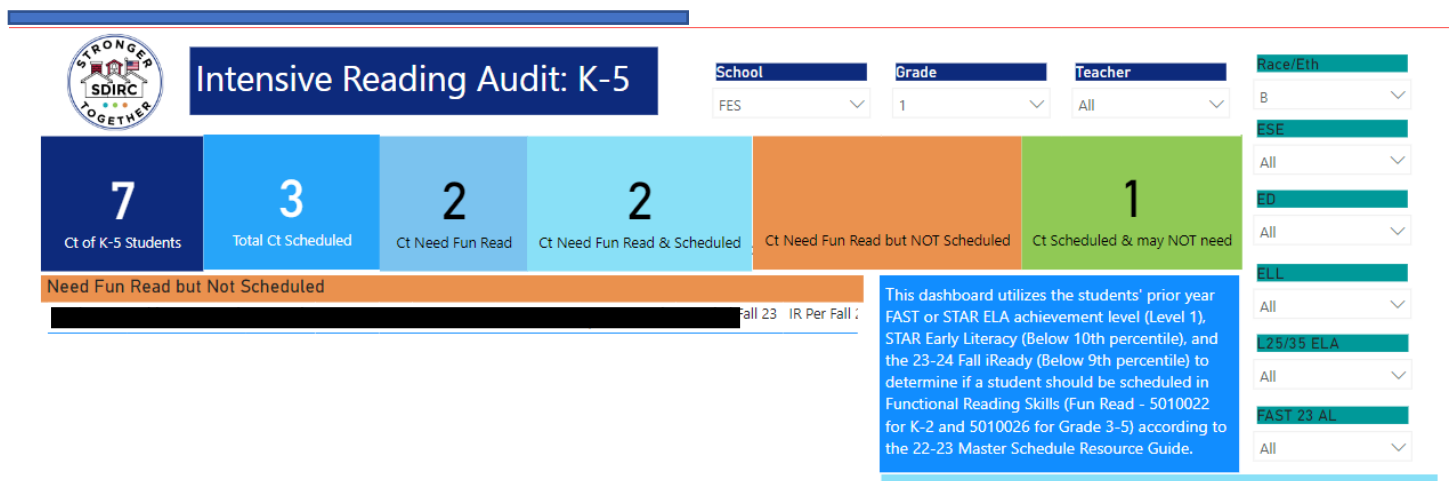 STRONGER
SDIRC
TOGETHER
Intensive Reading Audit: K-5
School
FES
Grade
1
Teacher
All
Race/Eth
B
ESE
All
ED
All
ELL
All
L25/35 ELA
All
FAST 23 AL
All
7
Ct of K-5 Students
3
Total Ct Scheduled
2
Ct Need Fun Read
2
Ct Need Fun Read & Scheduled
Ct Need Fun Read but NOT Scheduled
1
Ct Scheduled & may NOT need
Need Fun Read but Not Scheduled
Fall 23 IR Per Fall
This dashboard utilizes the students' prior year
FAST or STAR ELA achievement level (Level 1),
STAR Early Literacy (Below 10th percentile), and
the 23-24 Fall iReady (Below 9th percentile) to
determine if a student should be scheduled in
Functional Reading Skills (Fun Read - 5010022
for K-2 and 5010026 for Grade 3-5) according to
the 22-23 Master Schedule Resource Guide.